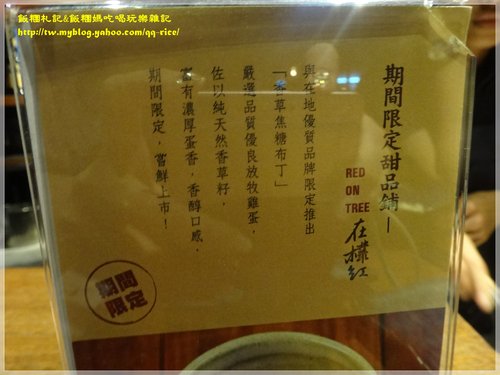 飯糰札記&飯糰媽吃喝玩樂雜記
http://tw.myblog.yahoo.com/qq-rice/
期間限定甜品舖—
RED
ON
TREE
在欉紅
與在地優質品牌限定推出
「香草焦糖布丁」
嚴選品質優良放牧雞蛋，
佐以純天然香草籽，
富有濃厚蛋香，香醇口感，
期間限定，嘗鮮上市！
期間
限定